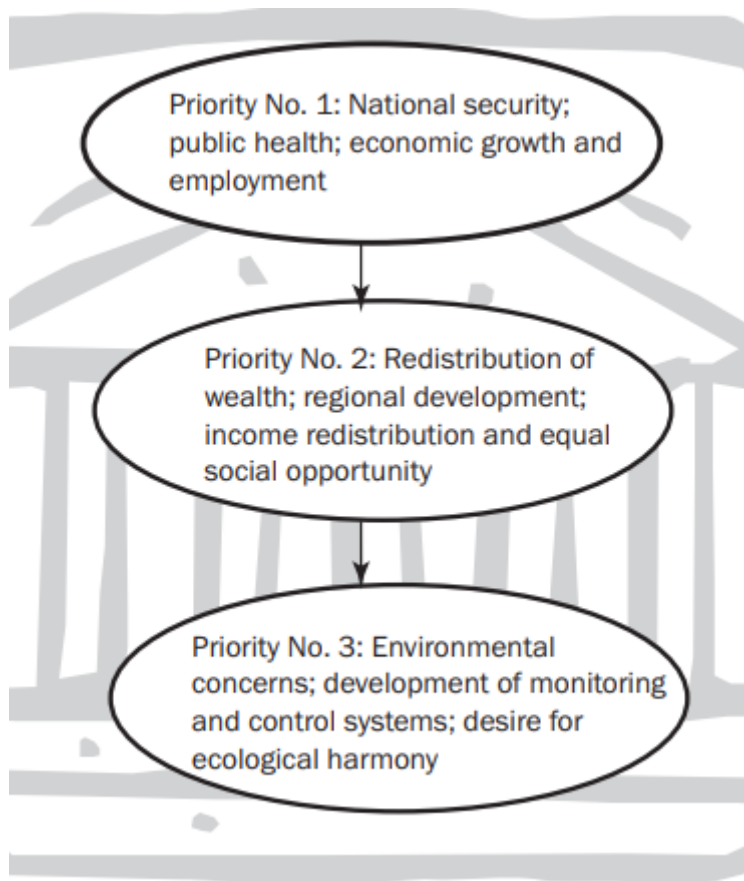 Priority No. 1: National security;
public health; economic growth and
employment
Priority No. 2: Redistribution of
wealth; regional development;
income redistribution and equal
social opportunity
Priority No. 3: Environmental
concerns; development of monitoring
and control systems; desire for
ecological harmony